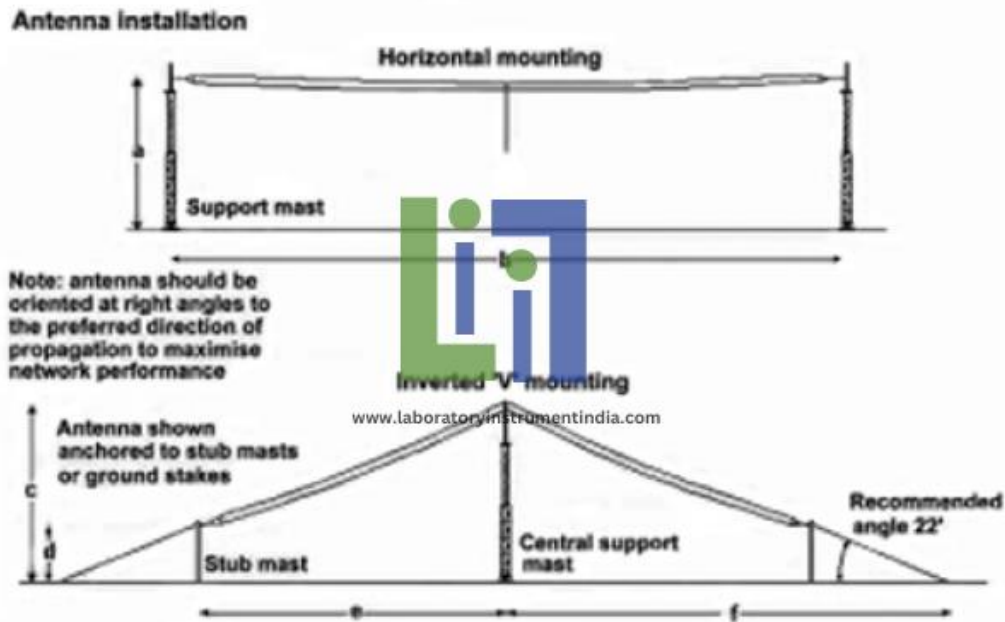 Antenna installation
Horizontal mounting
a
Support mast
b
Note: antenna should be
oriented at right angles to
the preferred direction of
propagation to maximise
network performance
Inverted 'V' mounting
www.laboratoryinstrumentindia.com
Antenna shown
anchored to stub masts
or ground stakes
c
d
Recommended
angle 22'
Stub mast
Central support
mast
e
f